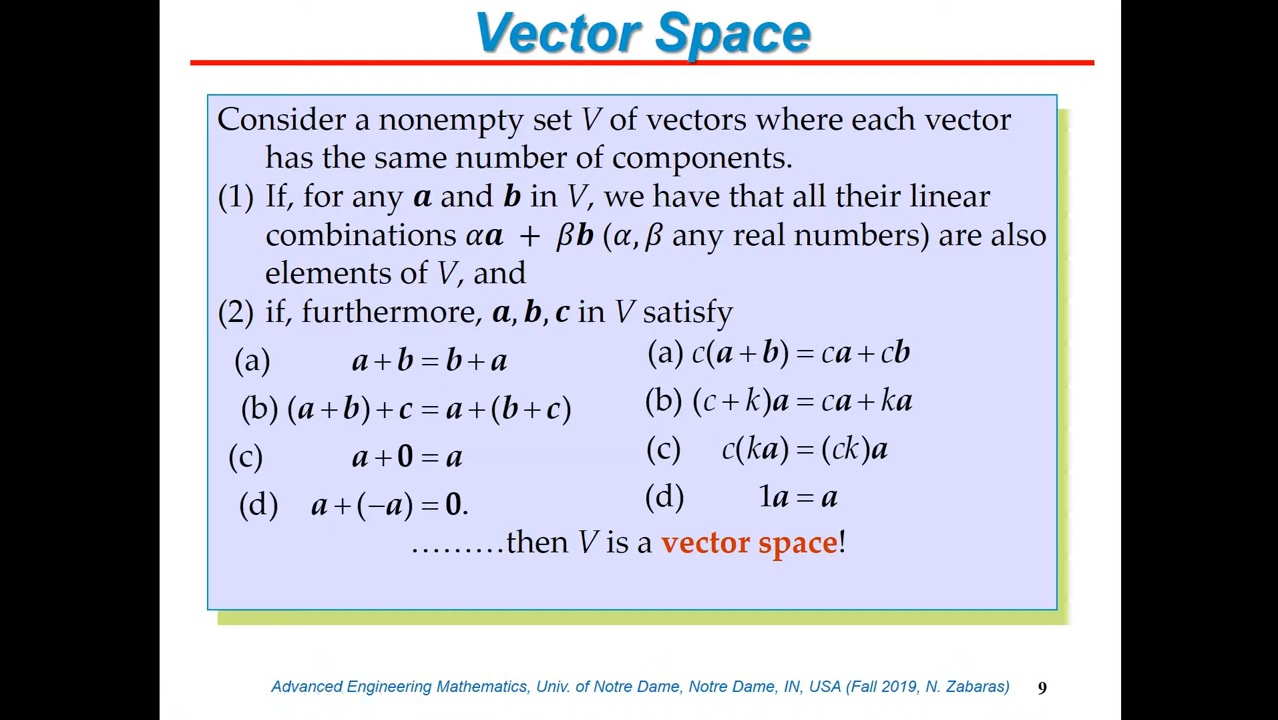 Vector Space
Consider a nonempty set V of vectors where each vector
has the same number of components.
(1) If, for any a and b in V, we have that all their linear
combinations αa + βb (α, β any real numbers) are also
elements of V, and
(2) if, furthermore, a, b, c in V satisfy
(a) a + b = b + a
(b) (a + b) + c = a + (b + c)
(c) a + 0 = a
(d) a + (−a) = 0.
(a) c(a + b) = ca + cb
(b) (c + k)a = ca + ka
(c) c(ka) = (ck)a
(d) 1a = a
………then V is a vector space!
Advanced Engineering Mathematics, Univ. of Notre Dame, Notre Dame, IN, USA (Fall 2019, N. Zabaras)
9